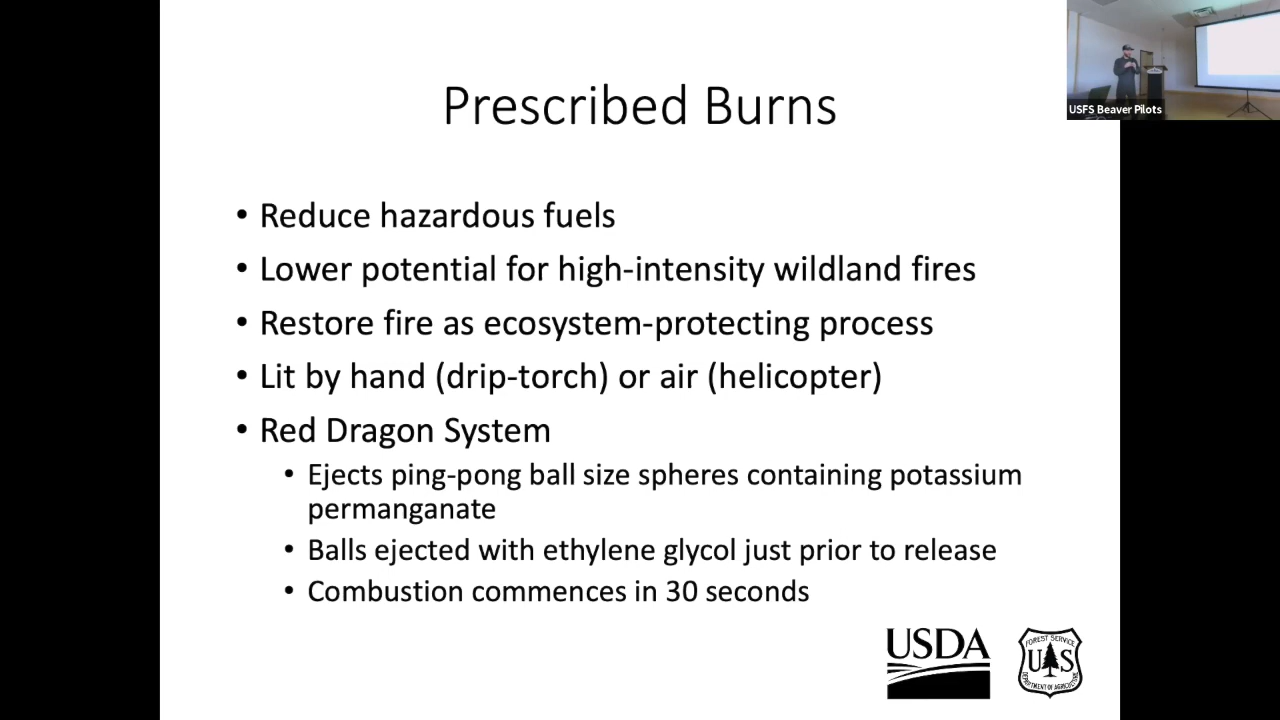 USFS Beaver Pilots
Prescribed Burns
• Reduce hazardous fuels
• Lower potential for high-intensity wildland fires
• Restore fire as ecosystem-protecting process
• Lit by hand (drip-torch) or air (helicopter)
• Red Dragon System
• Ejects ping-pong ball size spheres containing potassium
permanganate
• Balls ejected with ethylene glycol just prior to release
• Combustion commences in 30 seconds
USDA
FOREST SERVICE
U S
DEPARTMENT OF AGRICULTURE